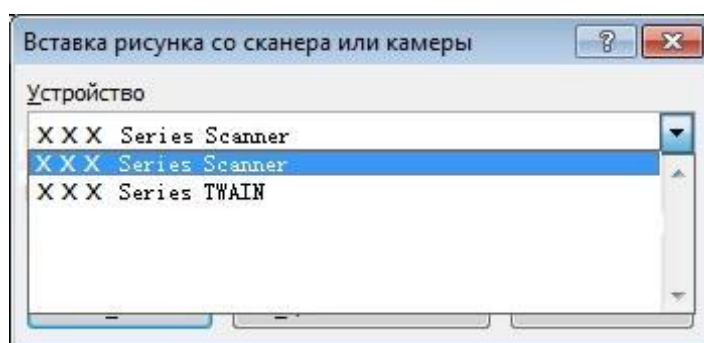 Вставка рисунка со сканера или камеры
Устройство
X X X Series Scanner
X X X Series Scanner
X X X Series TWAIN